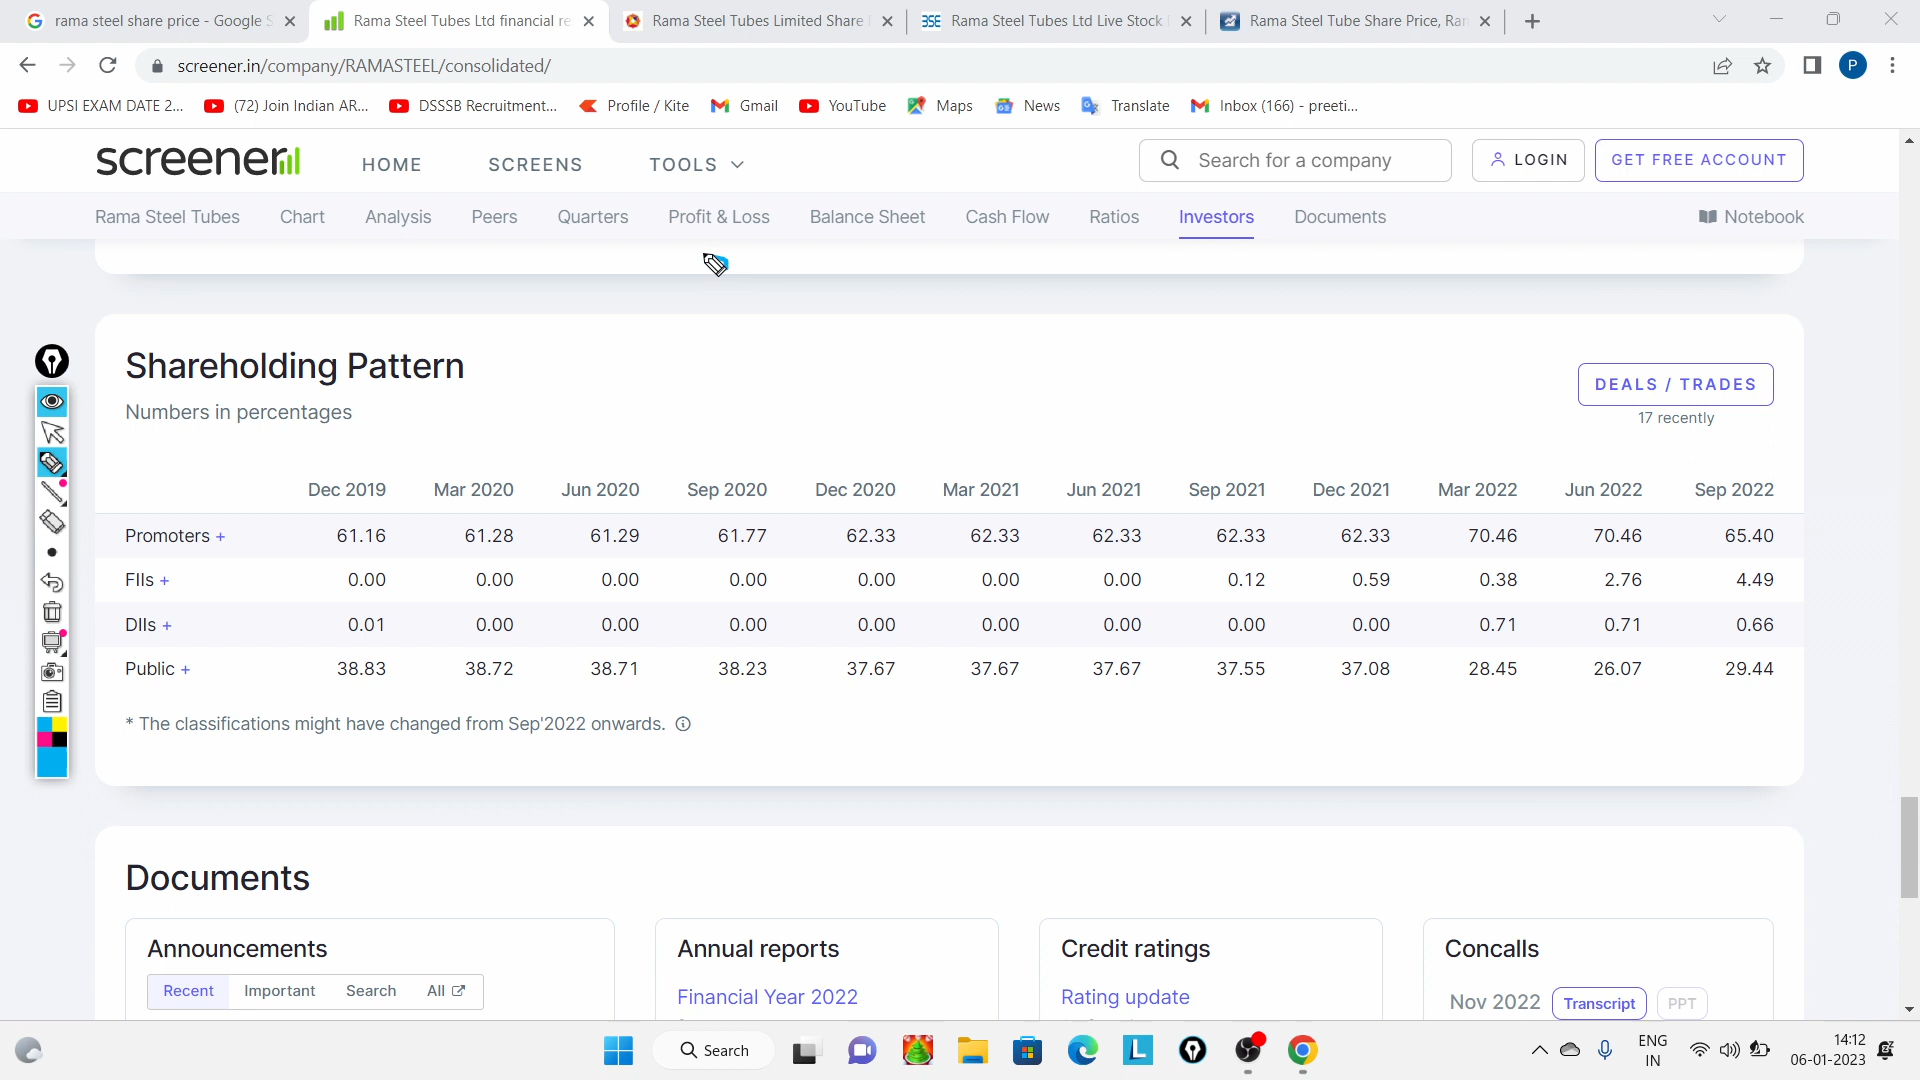 rama steel share price - Google S
Rama Steel Tubes Ltd financial re
Rama Steel Tubes Limited Share
BSE Rama Steel Tubes Ltd Live Stock
Rama Steel Tube Share Price, Ran
screener.in/company/RAMASTEEL/consolidated/
P
UPSI EXAM DATE 2... (72) Join Indian AR... DSSSB Recruitment... Profile / Kite Gmail YouTube Maps News Translate Inbox (166) - preeti...
screener HOME SCREENS TOOLS Search for a company LOGIN GET FREE ACCOUNT
Rama Steel Tubes Chart Analysis Peers Quarters Profit & Loss Balance Sheet Cash Flow Ratios Investors Documents Notebook
Shareholding Pattern
Numbers in percentages
DEALS / TRADES
17 recently
Dec 2019 Mar 2020 Jun 2020 Sep 2020 Dec 2020 Mar 2021 Jun 2021 Sep 2021 Dec 2021 Mar 2022 Jun 2022 Sep 2022
Promoters + 61.16 61.28 61.29 61.77 62.33 62.33 62.33 62.33 62.33 70.46 70.46 65.40
FIIs + 0.00 0.00 0.00 0.00 0.00 0.00 0.00 0.12 0.59 0.38 2.76 4.49
DIIs + 0.01 0.00 0.00 0.00 0.00 0.00 0.00 0.00 0.00 0.71 0.71 0.66
Public + 38.83 38.72 38.71 38.23 37.67 37.67 37.67 37.55 37.08 28.45 26.07 29.44
* The classifications might have changed from Sep'2022 onwards.
Documents
Announcements
Recent Important Search All
Annual reports
Financial Year 2022
Credit ratings
Rating update
Concalls
Nov 2022 Transcript PPT
Search
L
ENG
IN
14:12
06-01-2023